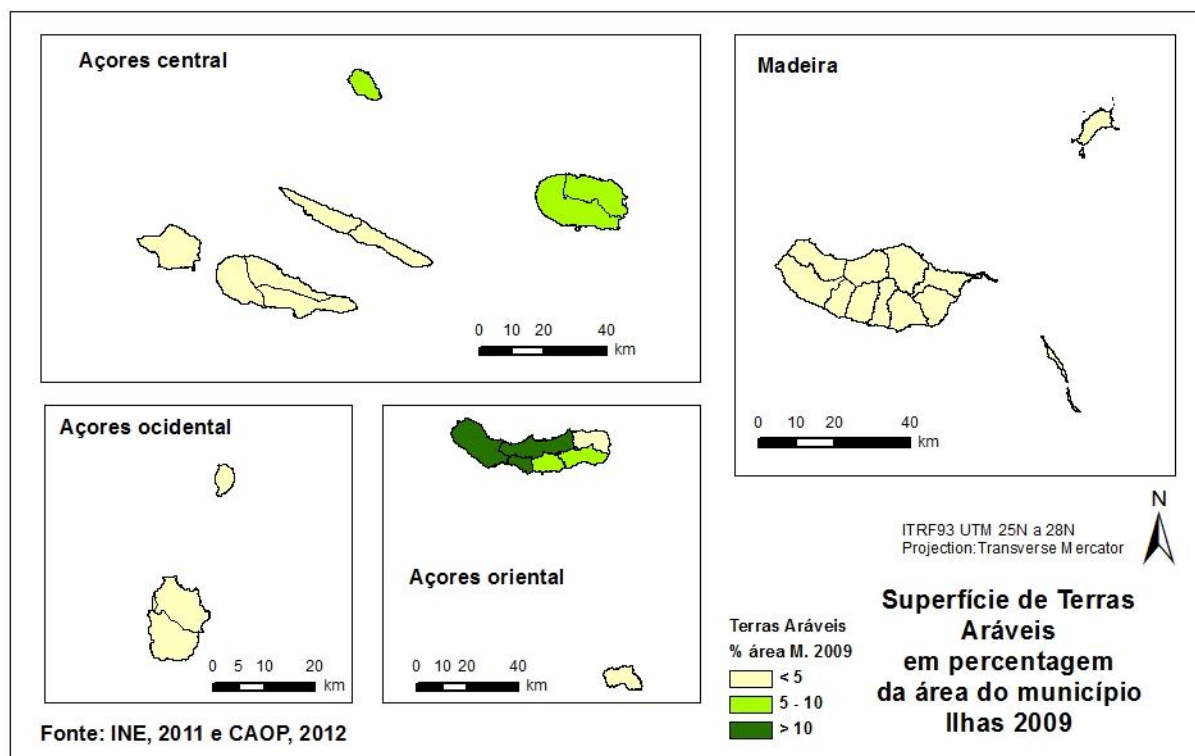 Açores central
0 10 20 40
km
Madeira
0 10 20 40
km
Açores ocidental
0 5 10 20
km
Açores oriental
0 10 20 40
km
N
ITRF93 UTM 25N a 28N
Projection:Transverse Mercator
Terras Aráveis
% área M. 2009
< 5
5 - 10
> 10
Superfície de Terras
Aráveis
em percentagem
da área do município
Ilhas 2009
Fonte: INE, 2011 e CAOP, 2012